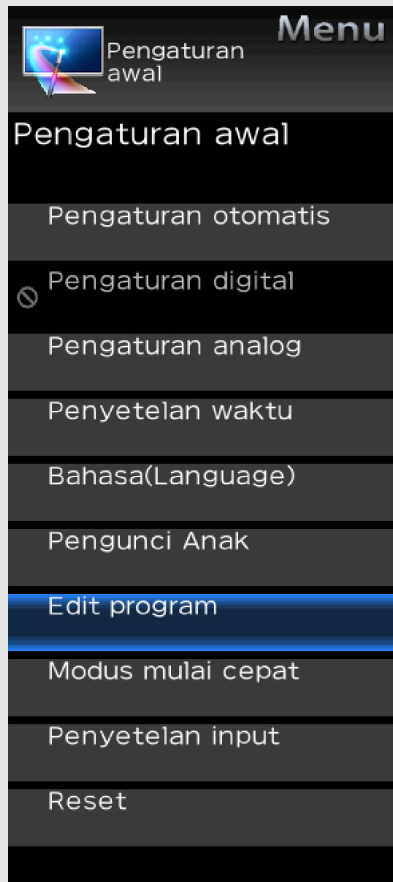 Menu
Pengaturan
awal
Pengaturan awal
Pengaturan otomatis
Pengaturan digital
Pengaturan analog
Penyetelan waktu
Bahasa(Language)
Pengunci Anak
Edit program
Modus mulai cepat
Penyetelan input
Reset